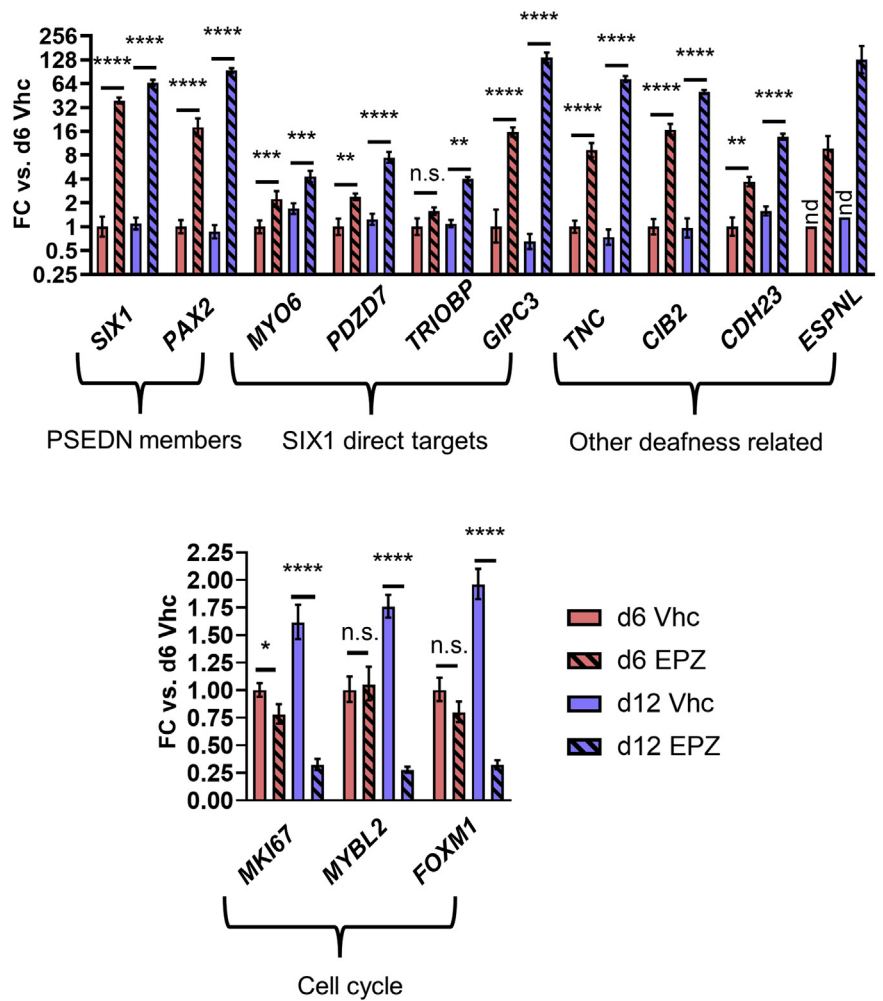 FC vs. d6 Vhc
256
128
64
32
16
8
4
2
1
0.5
0.25
**** **** **** **** *** *** ** **** n.s. ** **** **** **** **** **** **** ** ****
nd nd
SIX1 PAX2 MYO6 PDZD7 TRIOBP GIPC3 TNC CIB2 CDH23 ESPNL
PSEDN members SIX1 direct targets Other deafness related
FC vs. d6 Vhc
2.25
2.00
1.75
1.50
1.25
1.00
0.75
0.50
0.25
0.00
* **** n.s. **** n.s. ****
MKI67 MYBL2 FOXM1
Cell cycle
d6 Vhc
d6 EPZ
d12 Vhc
d12 EPZ